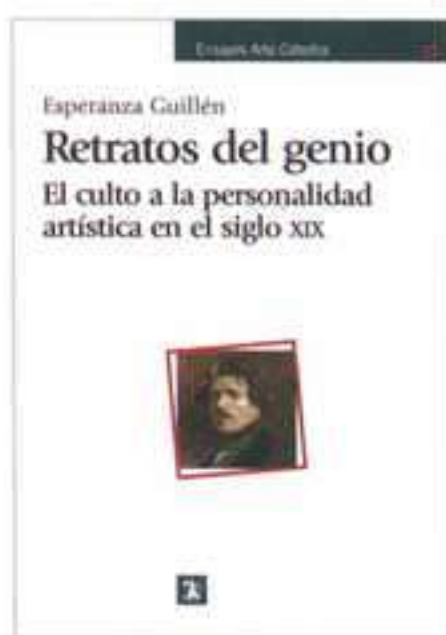 Ensayos Arte Cátedra
Esperanza Guillén
Retratos del genio
El culto a la personalidad
artística en el siglo XIX